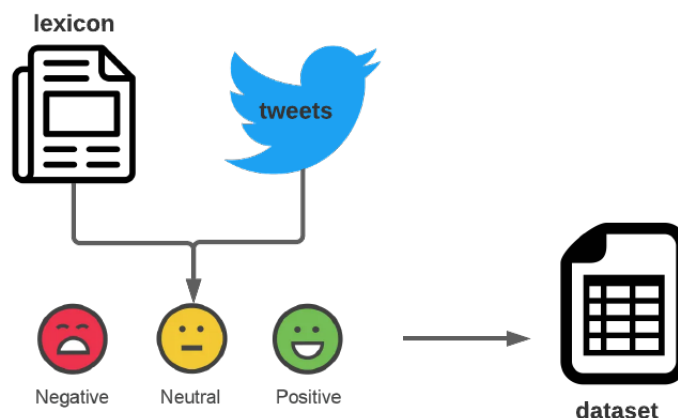 lexicon
tweets
Negative
Neutral
Positive
dataset